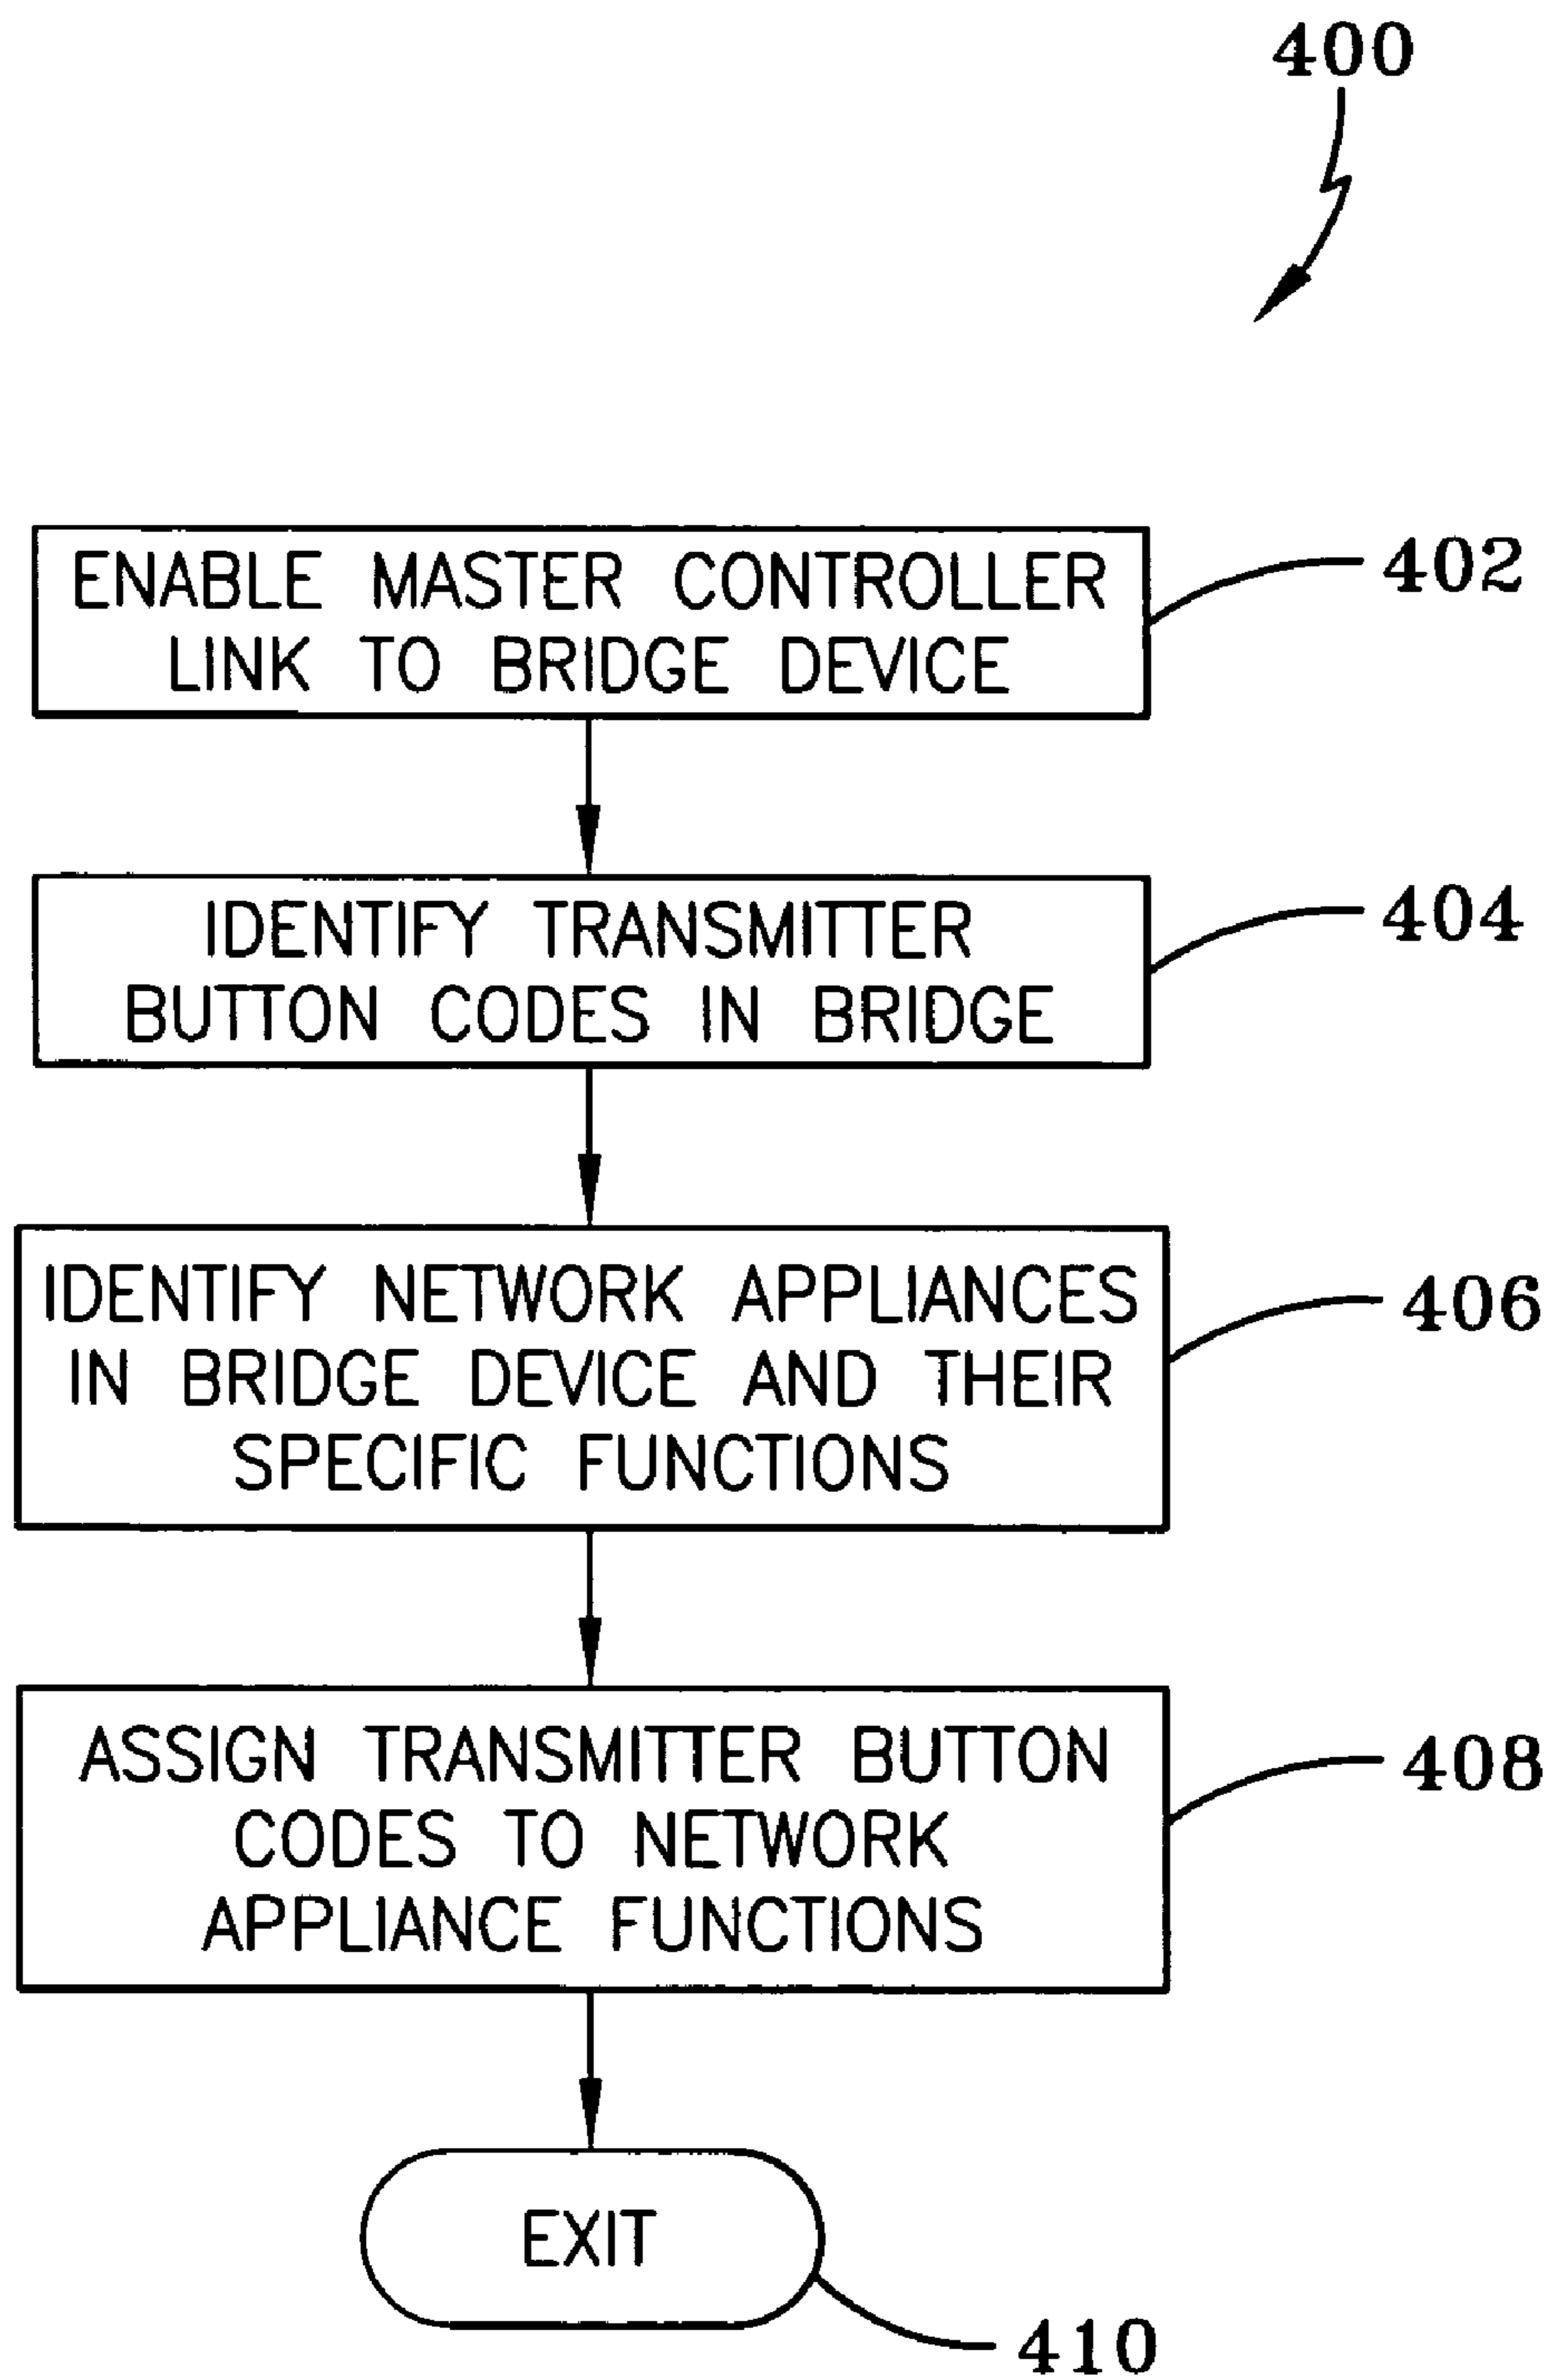 400
ENABLE MASTER CONTROLLER
LINK TO BRIDGE DEVICE
402
IDENTIFY TRANSMITTER
BUTTON CODES IN BRIDGE
404
IDENTIFY NETWORK APPLIANCES
IN BRIDGE DEVICE AND THEIR
SPECIFIC FUNCTIONS
406
ASSIGN TRANSMITTER BUTTON
CODES TO NETWORK
APPLIANCE FUNCTIONS
408
EXIT
410